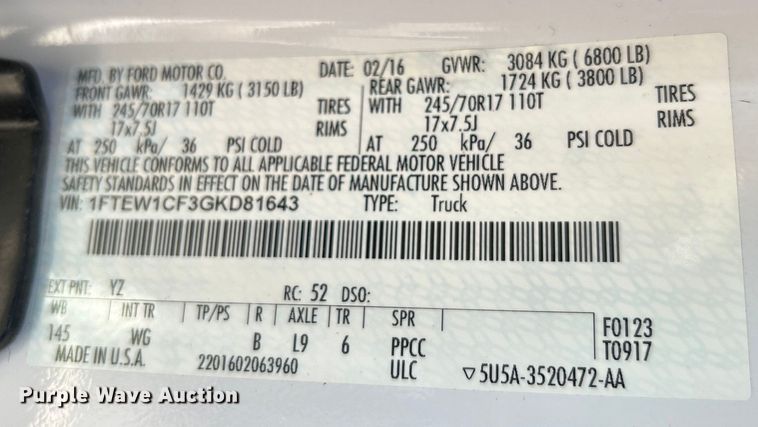 MFD. BY FORD MOTOR CO. DATE: 02/16 GVWR: 3084 KG ( 6800 LB)
FRONT GAWR: 1429 KG ( 3150 LB) REAR GAWR: 1724 KG ( 3800 LB)
WITH 245/70R17 110T TIRES WITH 245/70R17 110T TIRES
17x7.5J RIMS 17x7.5J RIMS
AT 250 kPa/ 36 PSI COLD AT 250 kPa/ 36 PSI COLD
THIS VEHICLE CONFORMS TO ALL APPLICABLE FEDERAL MOTOR VEHICLE
SAFETY STANDARDS IN EFFECT ON THE DATE OF MANUFACTURE SHOWN ABOVE.
VIN: 1FTEW1CF3GKD81643 TYPE: Truck
EXT PNT: YZ RC: 52 DSO:
WB INT TR TP/PS R AXLE TR SPR F0123
145 WG B L9 6 PPCC T0917
MADE IN U.S.A. 2201602063960 ULC ▽5U5A-3520472-AA
Purple Wave Auction